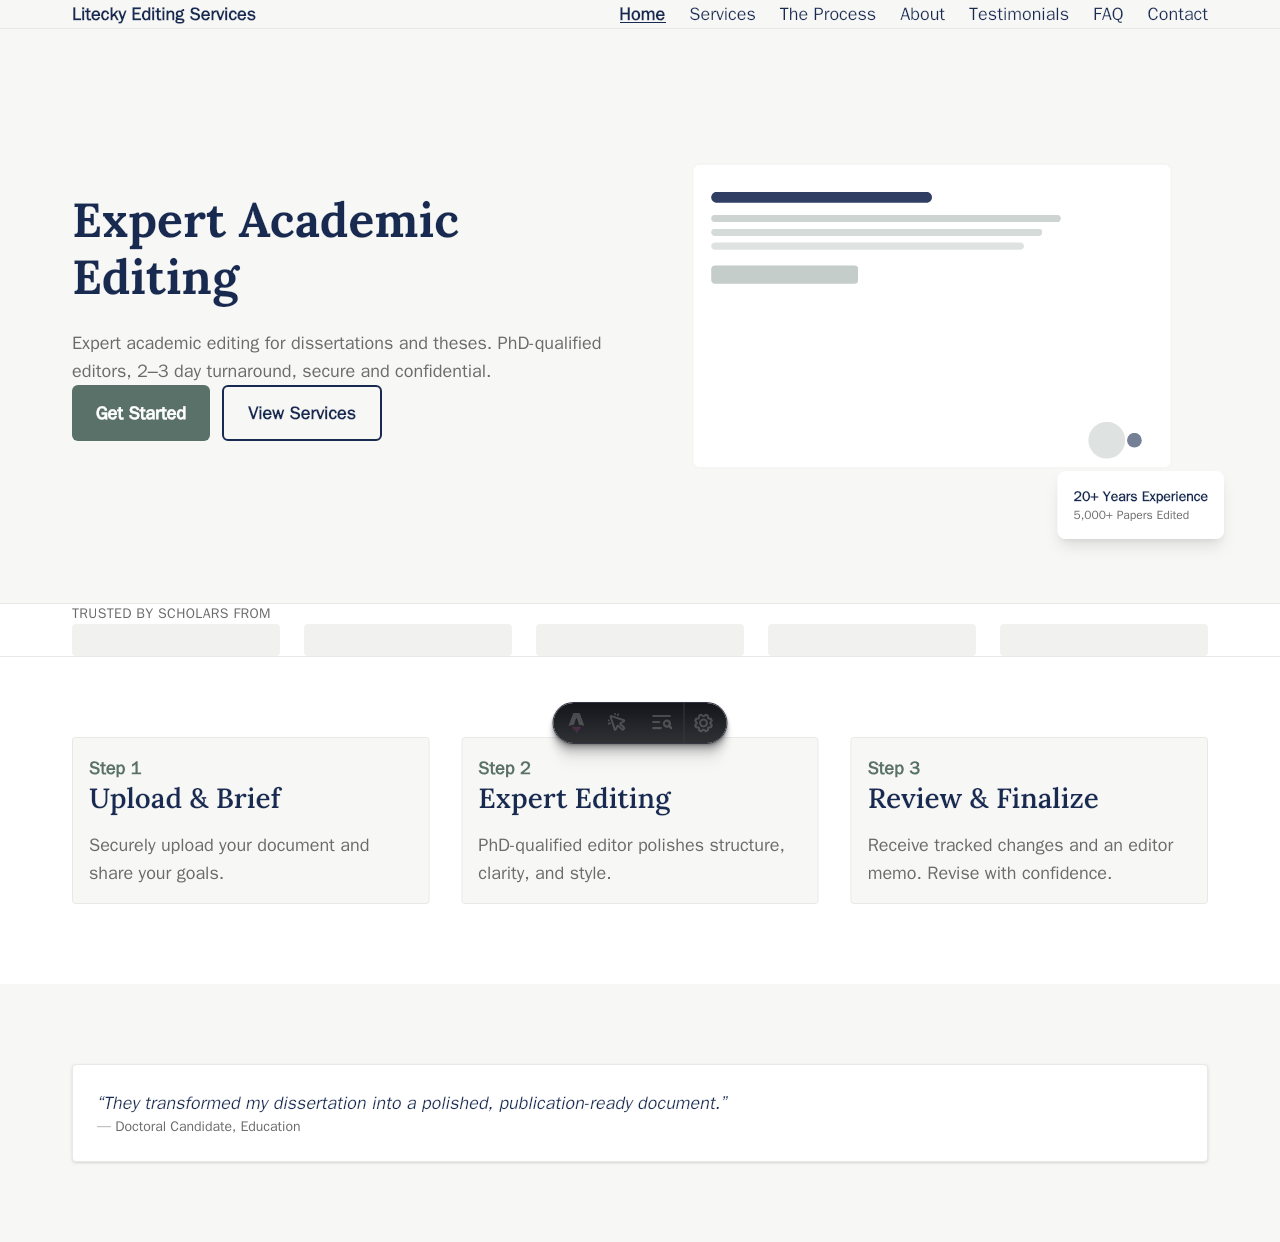 Litecky Editing Services
Home Services The Process About Testimonials FAQ Contact
Expert Academic
Editing
Expert academic editing for dissertations and theses. PhD-qualified
editors, 2–3 day turnaround, secure and confidential.
Get Started
View Services
20+ Years Experience
5,000+ Papers Edited
TRUSTED BY SCHOLARS FROM
Step 1
Upload & Brief
Securely upload your document and
share your goals.
Step 2
Expert Editing
PhD-qualified editor polishes structure,
clarity, and style.
Step 3
Review & Finalize
Receive tracked changes and an editor
memo. Revise with confidence.
“They transformed my dissertation into a polished, publication-ready document.”
— Doctoral Candidate, Education